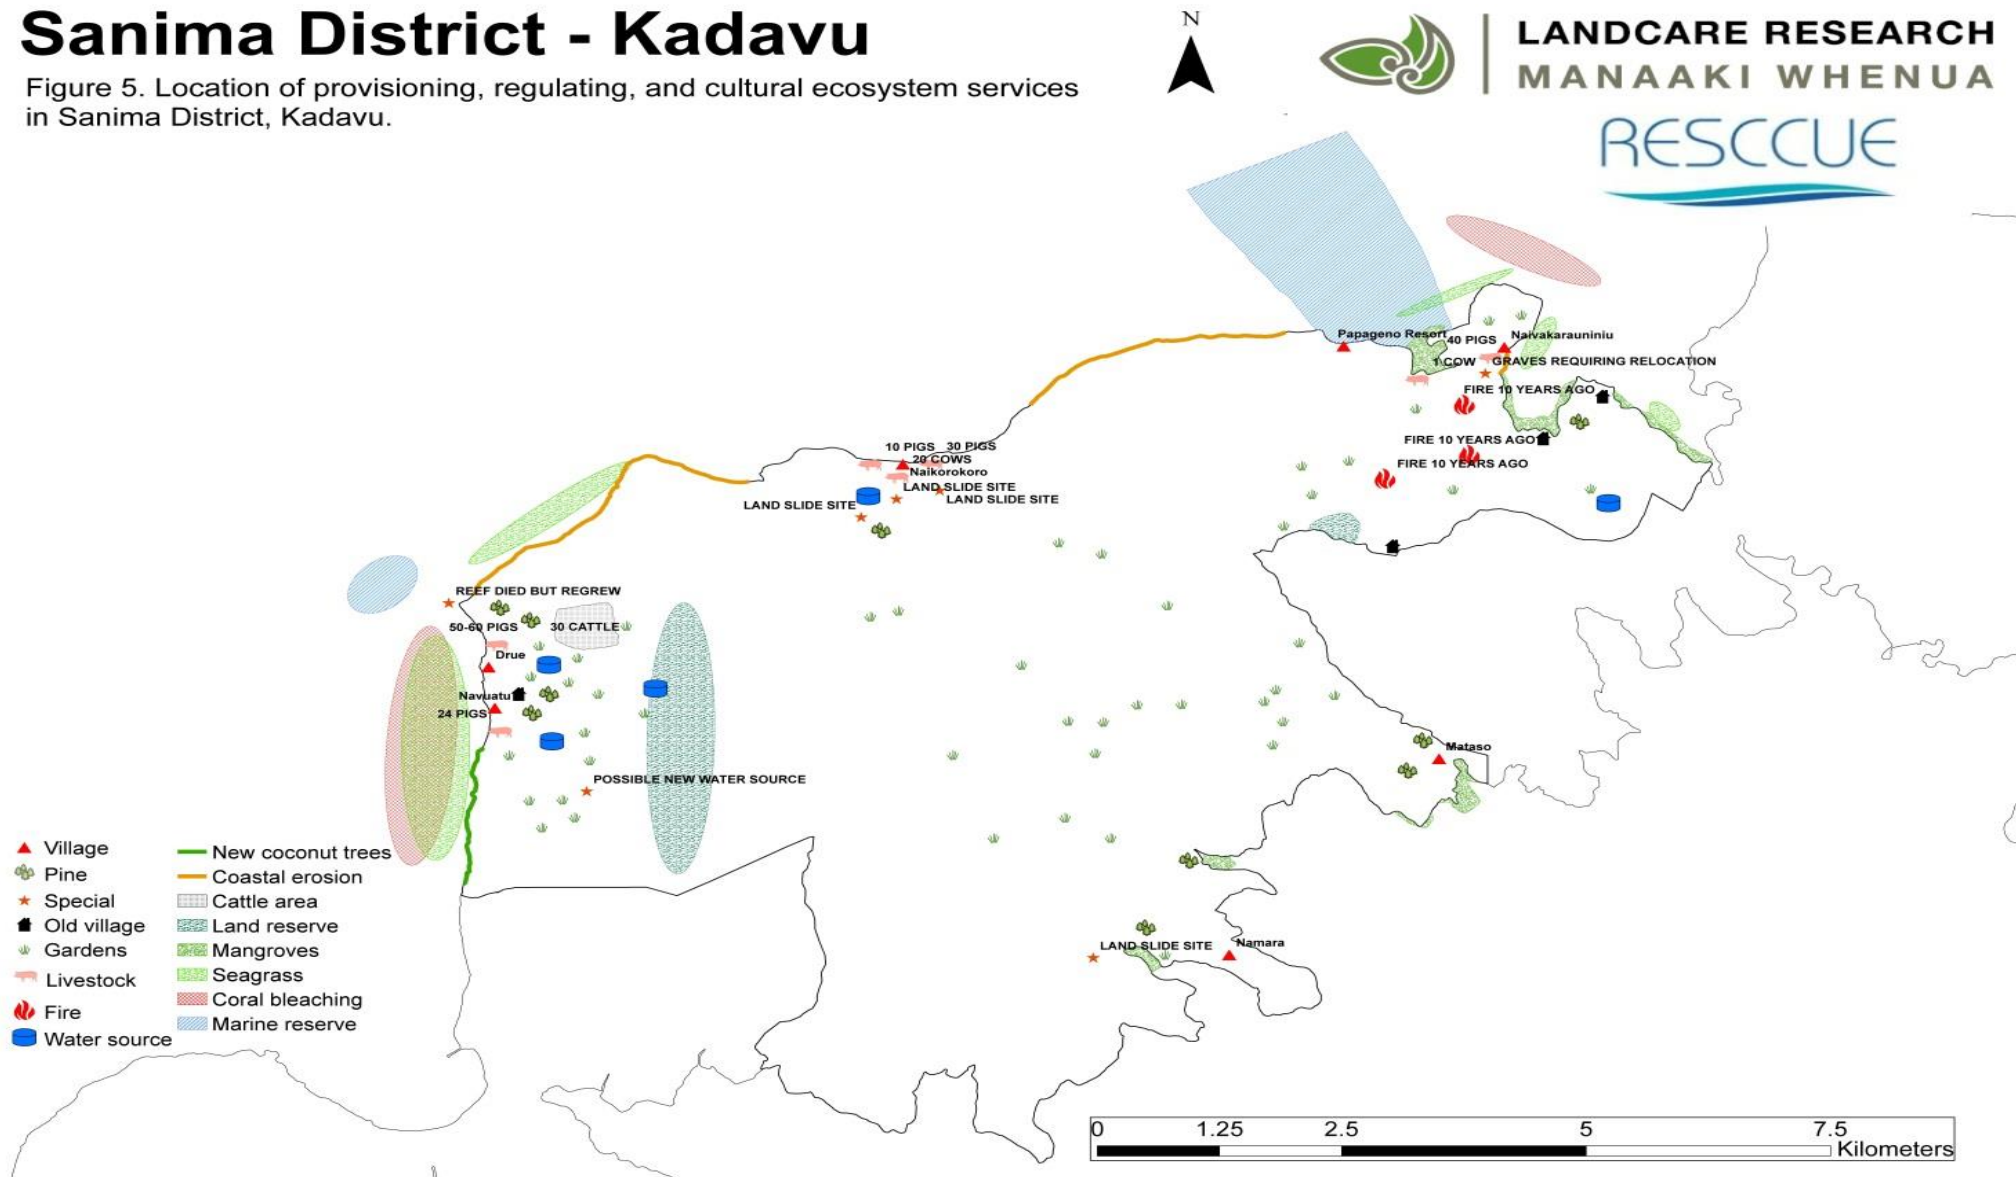 Sanima District - Kadavu
Figure 5. Location of provisioning, regulating, and cultural ecosystem services
in Sanima District, Kadavu.
N
LANDCARE RESEARCH
MANAAKI WHENUA
RESCCUE
Papageno Resort
40 PIGS
Naivakarauniniu
1 COW
GRAVES REQUIRING RELOCATION
FIRE 10 YEARS AGO
FIRE 10 YEARS AGO
FIRE 10 YEARS AGO
10 PIGS
30 PIGS
20 COWS
Naikorokoro
LAND SLIDE SITE
LAND SLIDE SITE
LAND SLIDE SITE
REEF DIED BUT REGREW
50-60 PIGS
30 CATTLE
Drue
Navuatu
24 PIGS
Mataso
POSSIBLE NEW WATER SOURCE
LAND SLIDE SITE
Namara
Village
Pine
Special
Old village
Gardens
Livestock
Fire
Water source
New coconut trees
Coastal erosion
Cattle area
Land reserve
Mangroves
Seagrass
Coral bleaching
Marine reserve
0 1.25 2.5 5 7.5
Kilometers